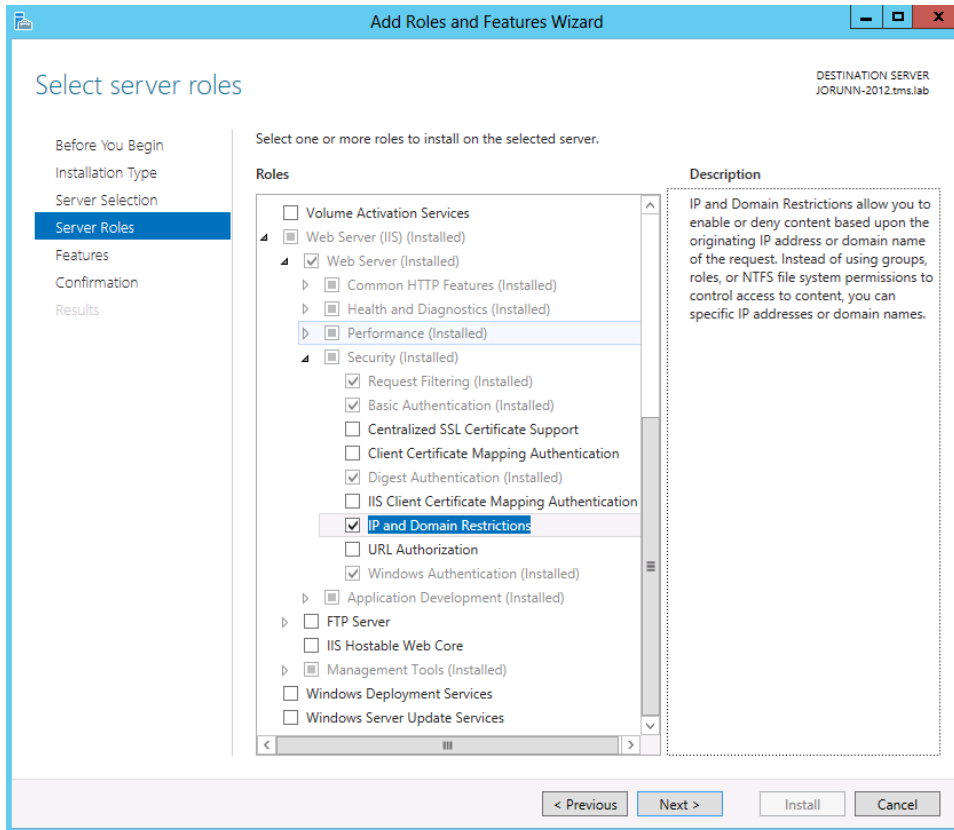 Add Roles and Features Wizard
Select server roles
DESTINATION SERVER
JORUNN-2012.tms.lab
Before You Begin
Installation Type
Server Selection
Server Roles
Features
Confirmation
Results
Select one or more roles to install on the selected server.
Roles
Volume Activation Services
Web Server (IIS) (Installed)
Web Server (Installed)
Common HTTP Features (Installed)
Health and Diagnostics (Installed)
Performance (Installed)
Security (Installed)
Request Filtering (Installed)
Basic Authentication (Installed)
Centralized SSL Certificate Support
Client Certificate Mapping Authentication
Digest Authentication (Installed)
IIS Client Certificate Mapping Authentication
IP and Domain Restrictions
URL Authorization
Windows Authentication (Installed)
Application Development (Installed)
FTP Server
IIS Hostable Web Core
Management Tools (Installed)
Windows Deployment Services
Windows Server Update Services
Description
IP and Domain Restrictions allow you to
enable or deny content based upon the
originating IP address or domain name
of the request. Instead of using groups,
roles, or NTFS file system permissions to
control access to content, you can
specific IP addresses or domain names.
< Previous
Next >
Install
Cancel